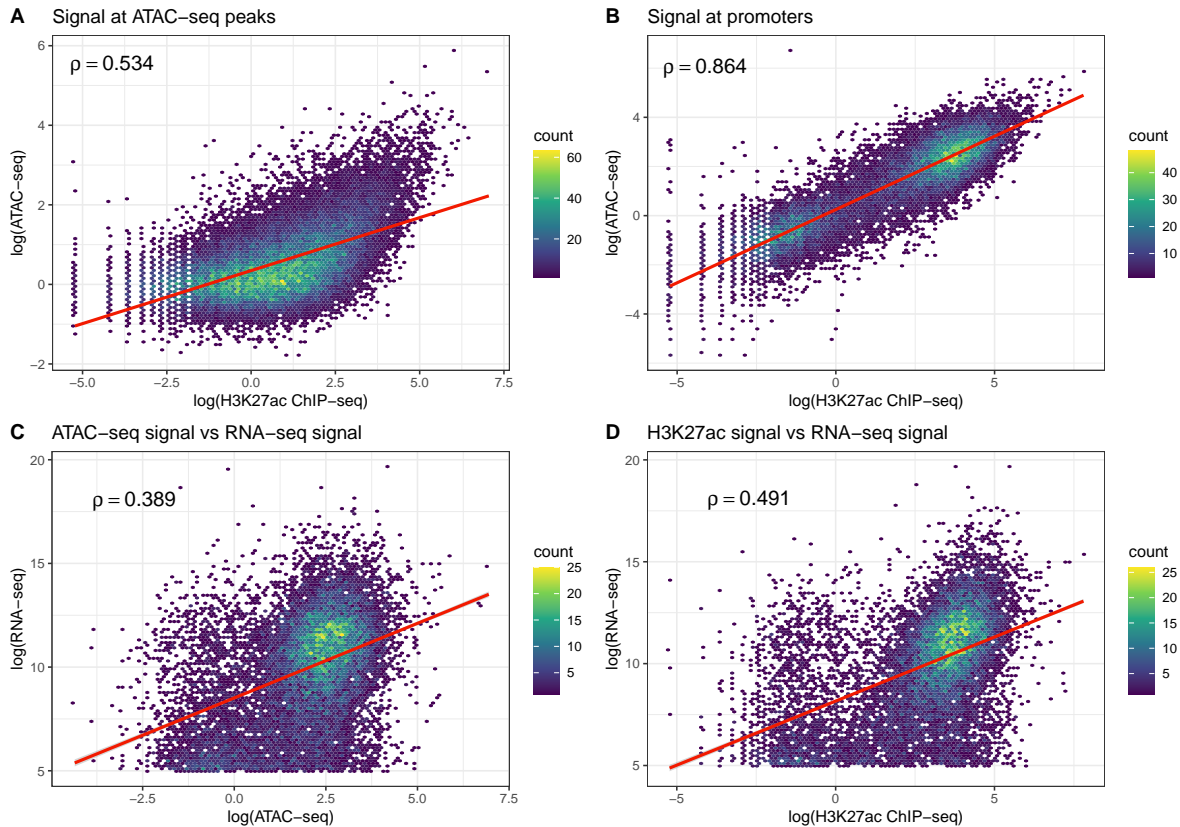 A Signal at ATAC−seq peaks
ρ = 0.534
6
4
2
0
−2
−5.0 −2.5 0.0 2.5 5.0 7.5
log(ATAC−seq)
log(H3K27ac ChIP−seq)
count
60
40
20
B Signal at promoters
ρ = 0.864
4
0
−4
−5 0 5
log(ATAC−seq)
log(H3K27ac ChIP−seq)
count
40
30
20
10
C ATAC−seq signal vs RNA−seq signal
ρ = 0.389
20
15
10
5
−2.5 0.0 2.5 5.0 7.5
log(RNA−seq)
log(ATAC−seq)
count
25
20
15
10
5
D H3K27ac signal vs RNA−seq signal
ρ = 0.491
20
15
10
5
−5 0 5
log(RNA−seq)
log(H3K27ac ChIP−seq)
count
25
20
15
10
5